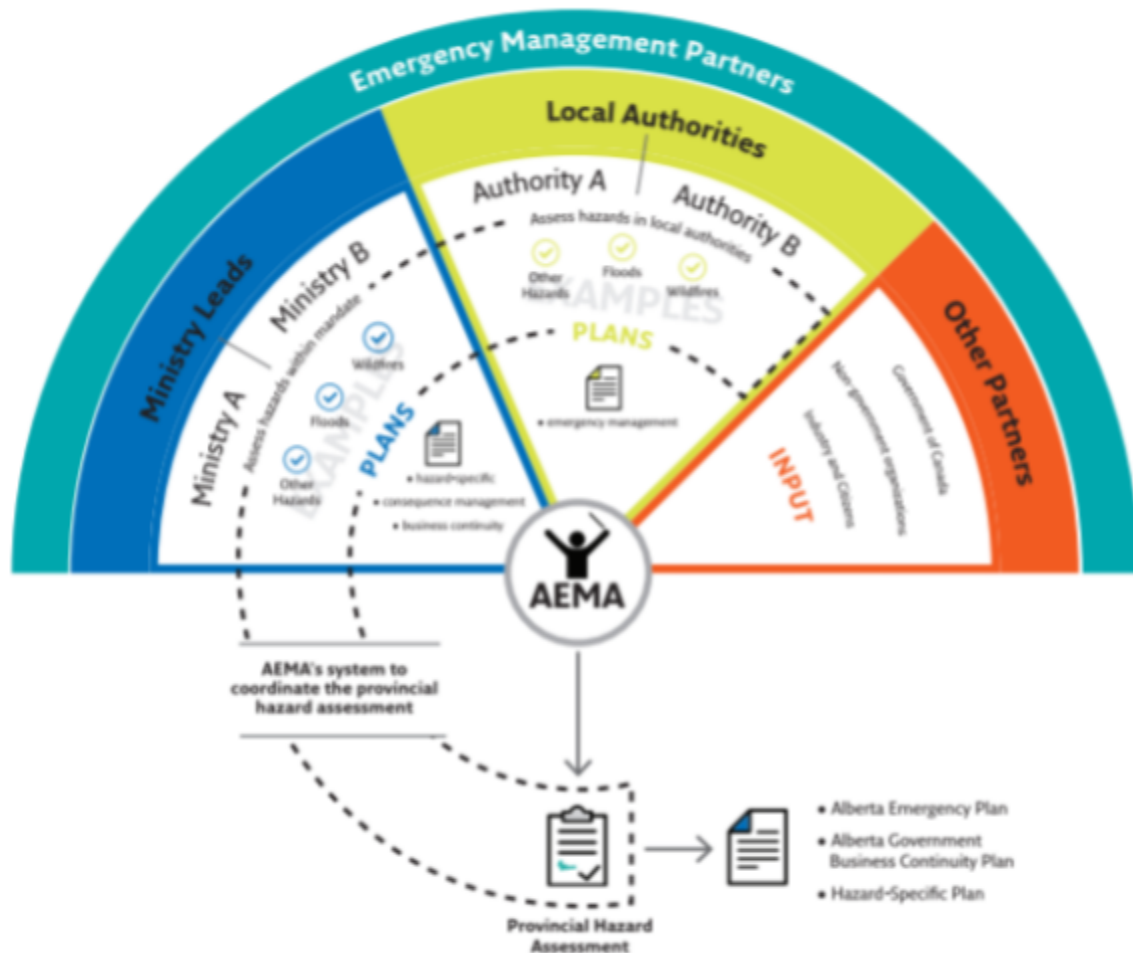 Emergency Management Partners
Ministry Leads
Ministry A
Ministry B
Assess hazards within mandate
Wildfires
Floods
Other
Hazards
EXAMPLES
PLANS
• hazard-specific
• consequence management
• business continuity
Local Authorities
Authority A
Authority B
Assess hazards in local authorities
Other
Hazards
Floods
Wildfires
EXAMPLES
PLANS
• emergency management
Other Partners
Government of Canada
Non-government organizations
Industry and Citizens
INPUT
AEMA
AEMA's system to
coordinate the provincial
hazard assessment
Provincial Hazard
Assessment
• Alberta Emergency Plan
• Alberta Government
Business Continuity Plan
• Hazard-Specific Plan